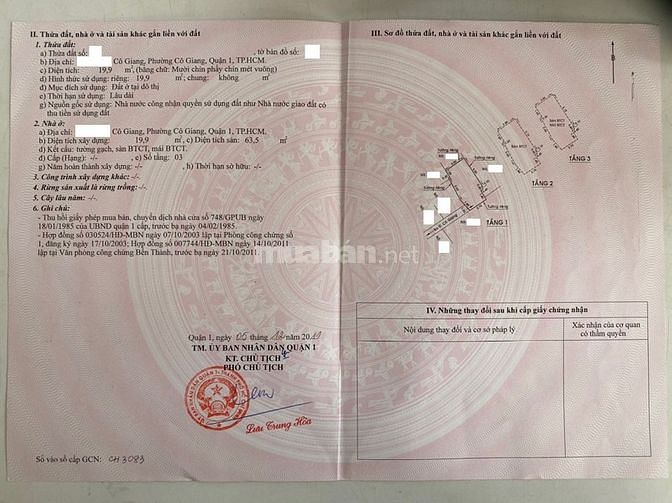 II. Thửa đất, nhà ở và tài sản khác gắn liền với đất
1. Thửa đất:
a) Thửa đất số: , tờ bản đồ số:
b) Địa chỉ: Cô Giang, Phường Cô Giang, Quận 1, TP.HCM.
c) Diện tích: 19,9 m², (bằng chữ: Mười chín phẩy chín mét vuông)
d) Hình thức sử dụng: riêng: 19,9 m²; chung: không m²
đ) Mục đích sử dụng: Đất ở tại đô thị
e) Thời hạn sử dụng: Lâu dài
g) Nguồn gốc sử dụng: Nhà nước công nhận quyền sử dụng đất như Nhà nước giao đất có
thu tiền sử dụng đất
2. Nhà ở:
a) Địa chỉ: Cô Giang, Phường Cô Giang, Quận 1, TP.HCM.
b) Diện tích xây dựng: 19,9 m², c) Diện tích sàn: 63,5 m²
d) Kết cấu: tường gạch, sàn BTCT, mái BTCT.
đ) Cấp (Hạng): -/- e) Số tầng: 03
g) Năm hoàn thành xây dựng: -/-, h) Thời hạn sở hữu: -/-
3. Công trình xây dựng khác: -/-
4. Rừng sản xuất là rừng trồng: -/-.
5. Cây lâu năm: -/-.
6. Ghi chú:
- Thu hồi giấy phép mua bán, chuyển dịch nhà cửa số 748/GPUB ngày
18/01/1985 của UBND quận 1 cấp, trước bạ ngày 04/02/1985.
- Hợp đồng số 030524/HĐ-MBN ngày 07/10/2003 lập tại Phòng công chứng số
1, đăng ký ngày 17/10/2003; Hợp đồng số 007744/HĐ-MBN ngày 14/10/2011
lập tại Văn phòng công chứng Bến Thành, trước bạ ngày 21/10/2011.
Quận 1, ngày 06 tháng 12 năm 2019
TM. ỦY BAN NHÂN DÂN QUẬN 1
KT. CHỦ TỊCH
PHÓ CHỦ TỊCH
Lưu Trung Hòa
Số vào sổ cấp GCN: CH 3083
III. Sơ đồ thửa đất, nhà ở và tài sản khác gắn liền với đất
B
TẦNG 3
TẦNG 2
TẦNG 1
Tường riêng
Tường riêng
Tường riêng
IV. Những thay đổi sau khi cấp giấy chứng nhận
Nội dung thay đổi và cơ sở pháp lý
Xác nhận của cơ quan
có thẩm quyền
muaban.net